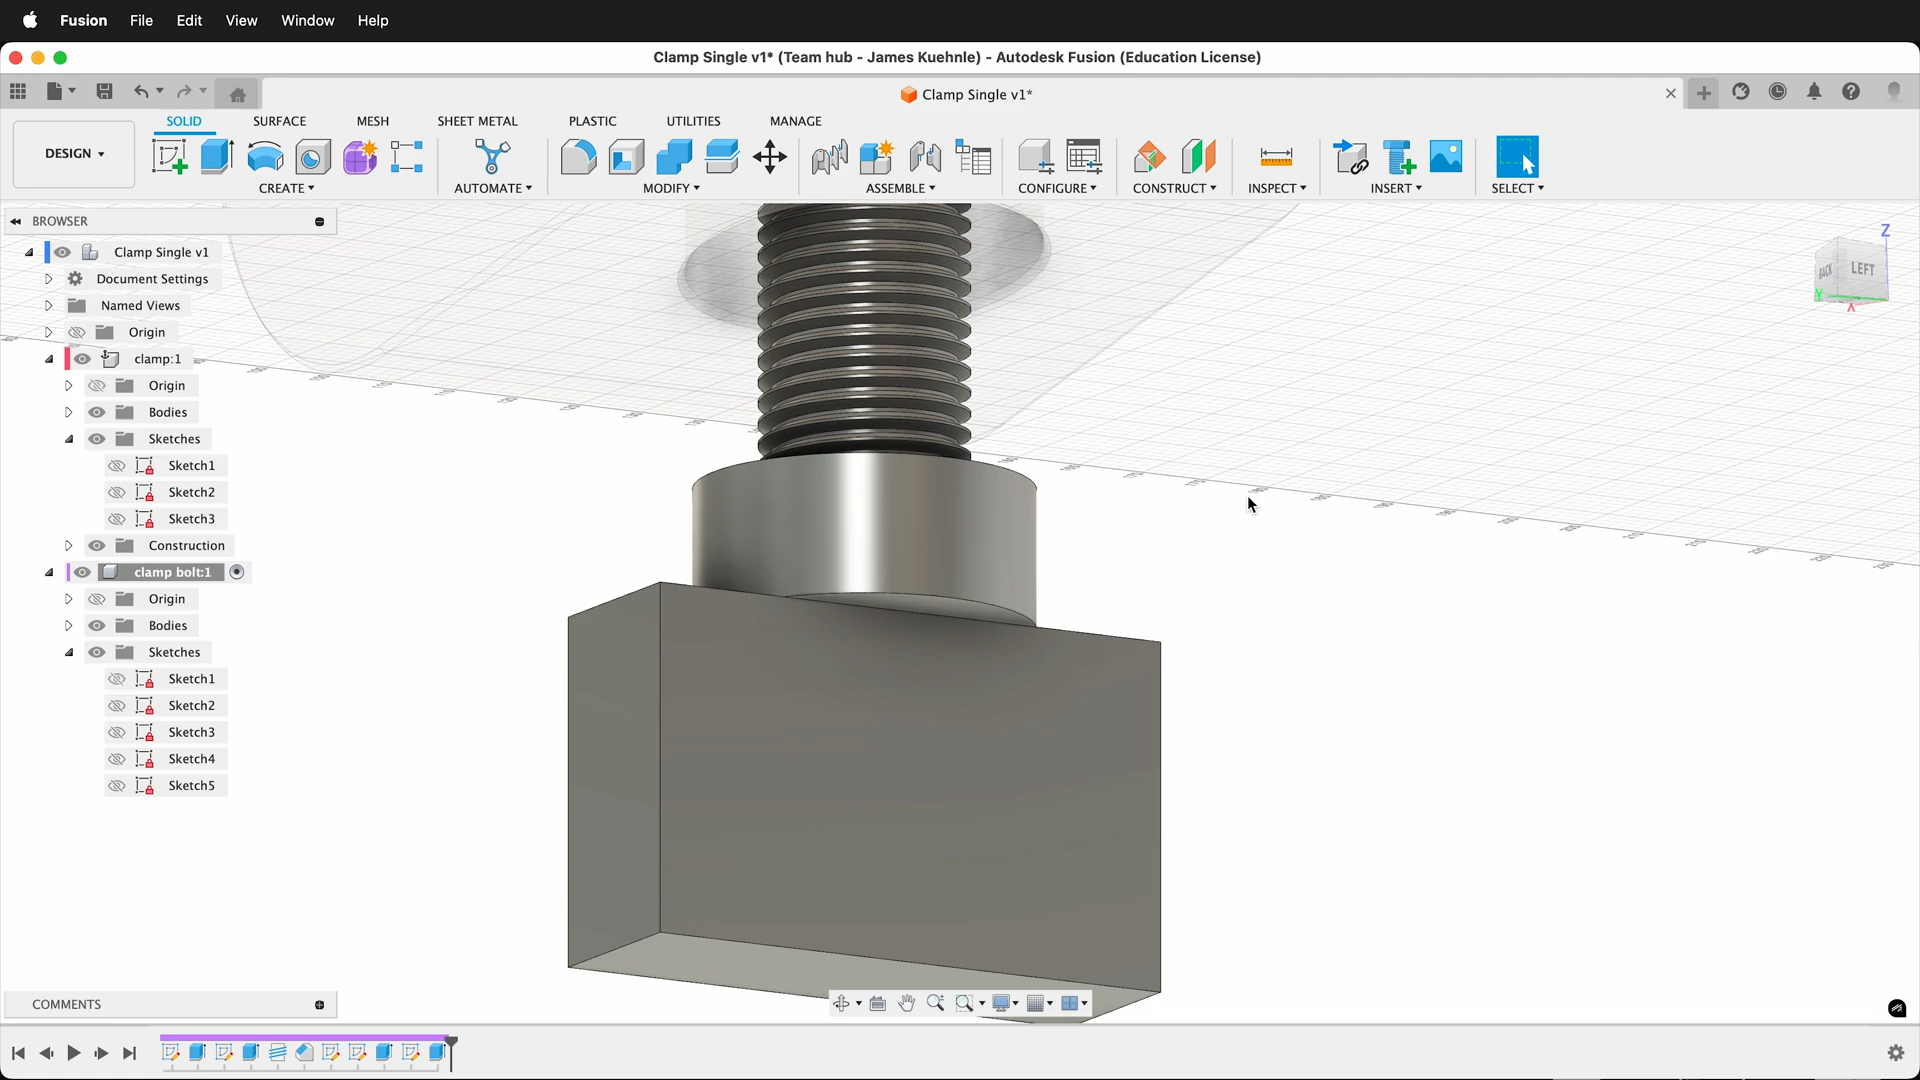 Fusion File Edit View Window Help
Clamp Single v1* (Team hub - James Kuehnle) - Autodesk Fusion (Education License)
Clamp Single v1*
SOLID SURFACE MESH SHEET METAL PLASTIC UTILITIES MANAGE
DESIGN
CREATE AUTOMATE MODIFY ASSEMBLE CONFIGURE CONSTRUCT INSPECT INSERT SELECT
BROWSER
Clamp Single v1
Document Settings
Named Views
Origin
clamp:1
Origin
Bodies
Sketches
Sketch1
Sketch2
Sketch3
Construction
clamp bolt:1
Origin
Bodies
Sketches
Sketch1
Sketch2
Sketch3
Sketch4
Sketch5
Z
BACK LEFT
Y
X
COMMENTS